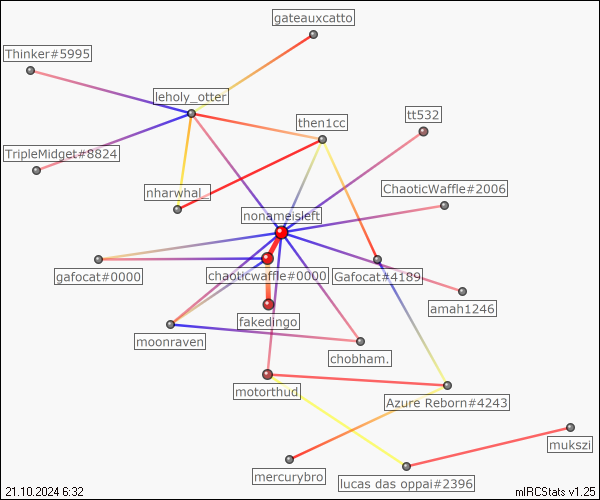 gateauxcatto
Thinker#5995
leholy_otter
tt532
then1cc
TripleMidget#8824
ChaoticWaffle#2006
nharwhal_
nonameisleft
gafocat#0000
chaoticwaffle#0000
Gafocat#4189
amah1246
fakedingo
moonraven
chobham.
motorthud
Azure Reborn#4243
mukszi
mercurybro
lucas das oppai#2396
21.10.2024 6:32
mIRCStats v1.25